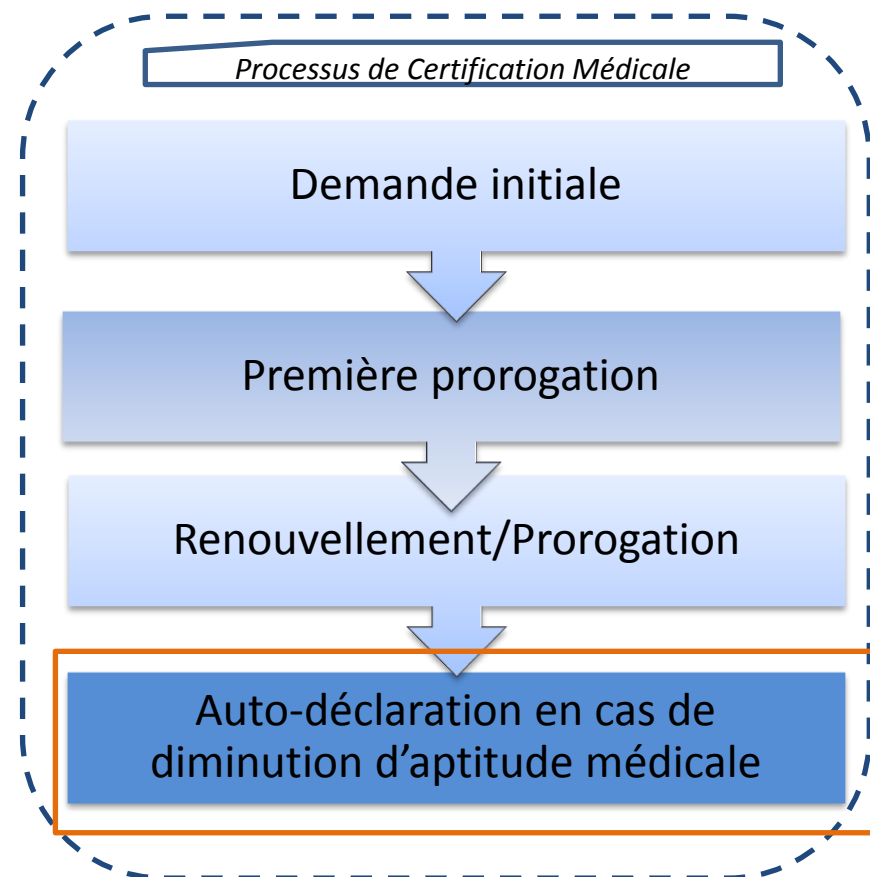 Processus de Certification Médicale
Demande initiale
Première prorogation
Renouvellement/Prorogation
Auto-déclaration en cas de
diminution d’aptitude médicale